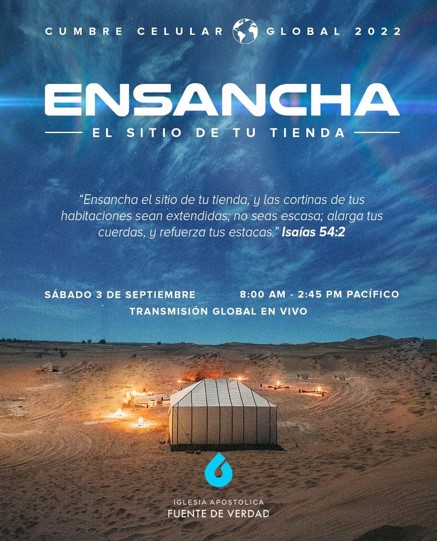 CUMBRE CELULAR GLOBAL 2022
ENSANCHA
EL SITIO DE TU TIENDA
"Ensancha el sitio de tu tienda, y las cortinas de tus
habitaciones sean extendidas; no seas escasa; alarga tus
cuerdas, y refuerza tus estacas." Isaías 54:2
SÁBADO 3 DE SEPTIEMBRE 8:00 AM - 2:45 PM PACÍFICO
TRANSMISIÓN GLOBAL EN VIVO
IGLESIA APOSTOLICA
FUENTE DE VERDAD